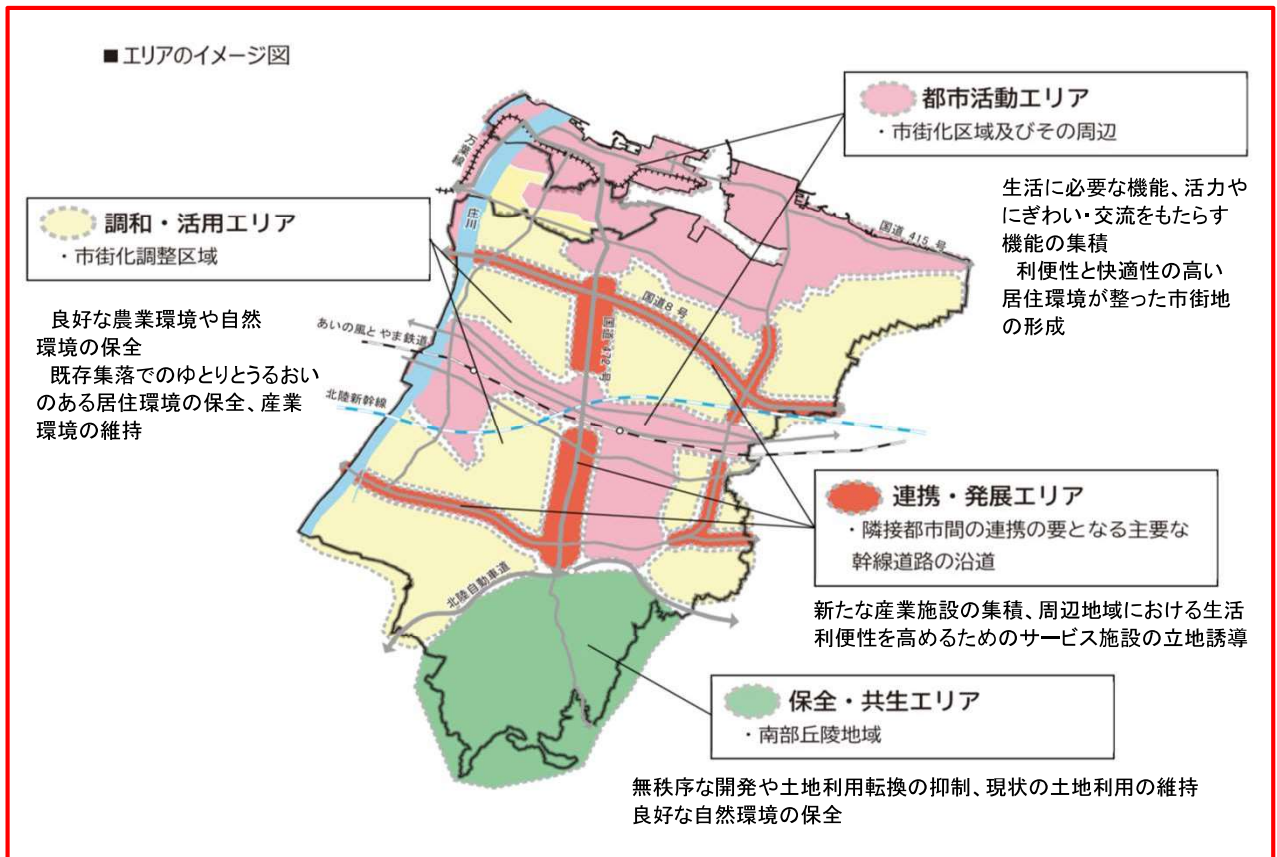 ■エリアのイメージ図
都市活動エリア
・市街化区域及びその周辺
生活に必要な機能、活力や
にぎわい・交流をもたらす
機能の集積
利便性と快適性の高い
居住環境が整った市街地
の形成
調和・活用エリア
・市街化調整区域
良好な農業環境や自然
環境の保全
既存集落でのゆとりとうるおい
のある居住環境の保全、産業
環境の維持
万葉線
庄川
国道 415 号
国道8号
国道 472 号
あいの風とやま鉄道
北陸新幹線
北陸自動車道
連携・発展エリア
・隣接都市間の連携の要となる主要な
幹線道路の沿道
新たな産業施設の集積、周辺地域における生活
利便性を高めるためのサービス施設の立地誘導
保全・共生エリア
・南部丘陵地域
無秩序な開発や土地利用転換の抑制、現状の土地利用の維持
良好な自然環境の保全